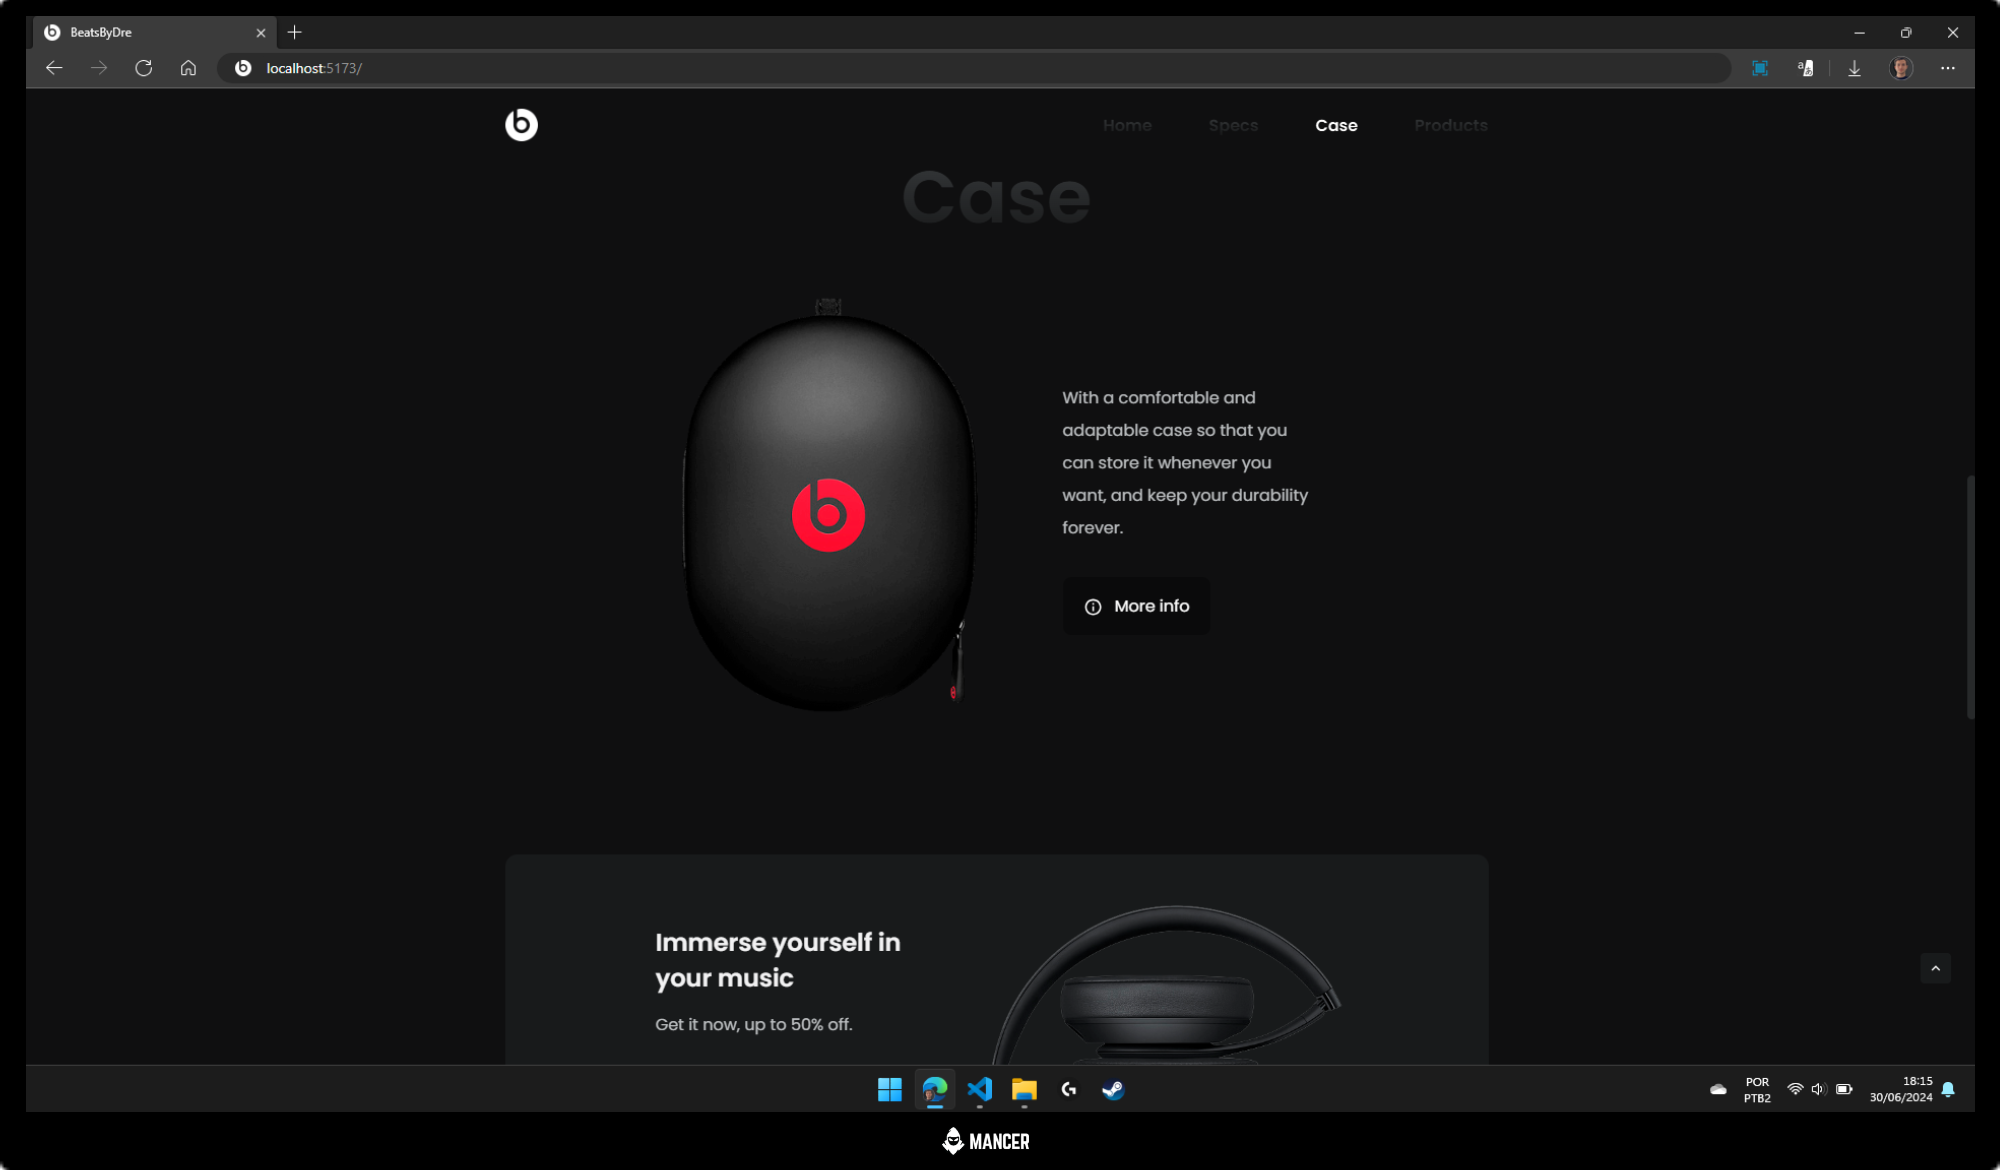 BeatsByDre
localhost:5173/
Home Specs Case Products
Case
With a comfortable and
adaptable case so that you
can store it whenever you
want, and keep your durability
forever.
More info
Immerse yourself in
your music
Get it now, up to 50% off.
POR
PTB2
18:15
30/06/2024
MANCER